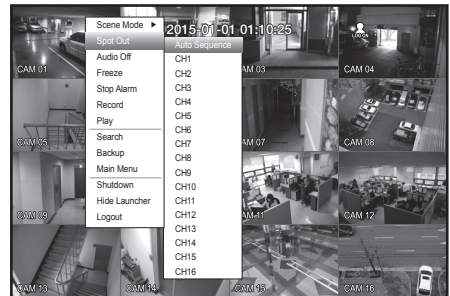 Scene Mode
2015-01-01 01:10:25
LOG ON
Spot Out
Auto Sequence
CAM 01
CAM 03
CAM 04
Audio Off
CH1
Freeze
CH2
Stop Alarm
CH3
Record
CH4
Play
CH5
CAM 05
CAM 07
CAM 08
Search
CH6
Backup
CH7
Main Menu
CH8
Shutdown
CH9
Hide Launcher
CH10
Logout
CH11
CAM 09
CAM 11
CAM 12
CH12
CH13
CH14
CH15
CH16
CAM 13
CAM 14
CAM 15
CAM 16